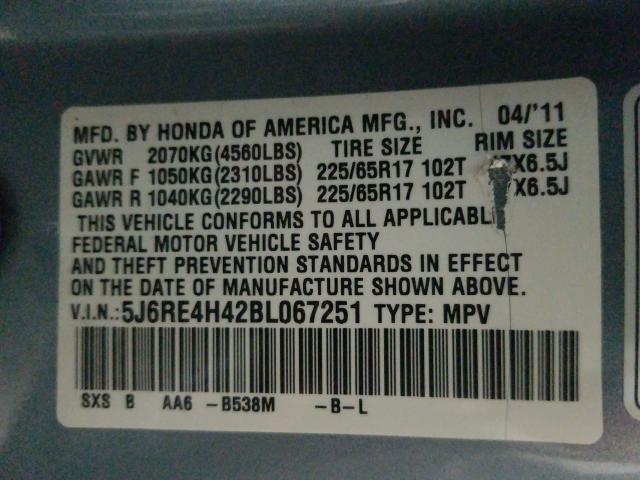 MFD. BY HONDA OF AMERICA MFG., INC. 04/'11
GVWR 2070KG(4560LBS) TIRE SIZE RIM SIZE
GAWR F 1050KG(2310LBS) 225/65R17 102T X6.5J
GAWR R 1040KG(2290LBS) 225/65R17 102T X6.5J
THIS VEHICLE CONFORMS TO ALL APPLICABLE
FEDERAL MOTOR VEHICLE SAFETY
AND THEFT PREVENTION STANDARDS IN EFFECT
ON THE DATE OF MANUFACTURE SHOWN ABOVE.
V.I.N.:5J6RE4H42BL067251 TYPE: MPV
SXS B AA6 -B538M -B-L